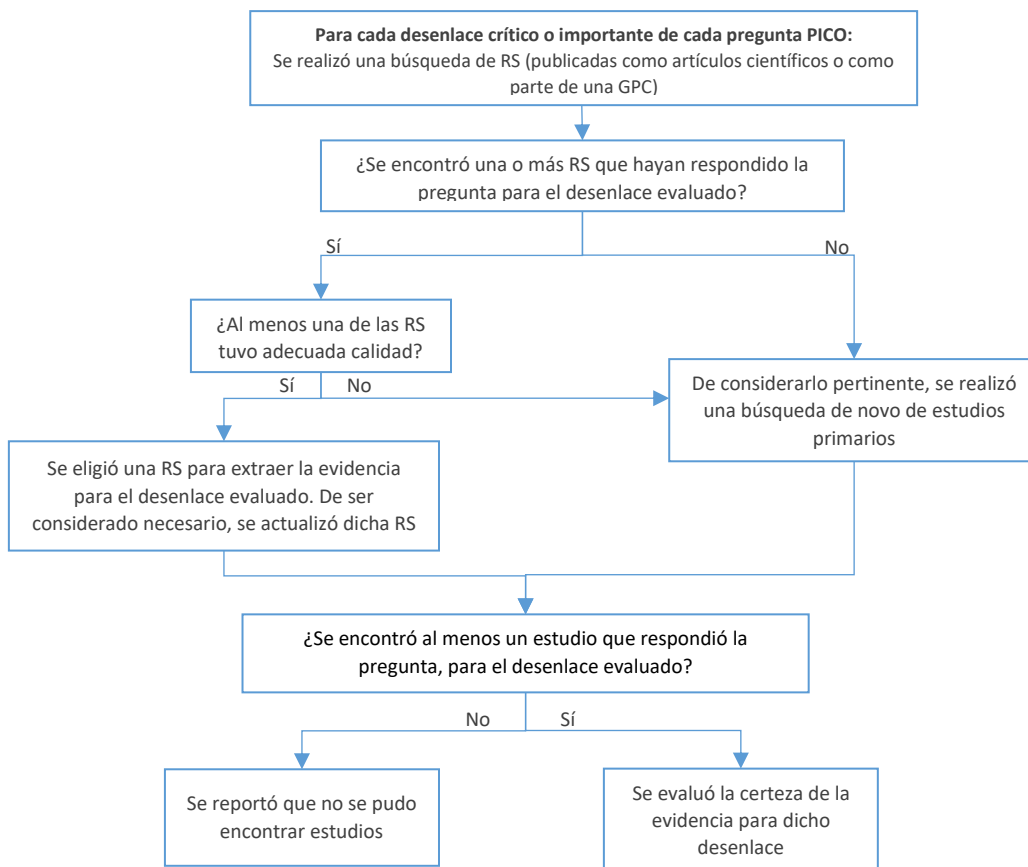 Para cada desenlace crítico o importante de cada pregunta PICO:
Se realizó una búsqueda de RS (publicadas como artículos científicos o como
parte de una GPC)
¿Se encontró una o más RS que hayan respondido la
pregunta para el desenlace evaluado?
Sí
No
¿Al menos una de las RS
tuvo adecuada calidad?
Sí
No
De considerarlo pertinente, se realizó
una búsqueda de novo de estudios
primarios
Se eligió una RS para extraer la evidencia
para el desenlace evaluado. De ser
considerado necesario, se actualizó dicha RS
¿Se encontró al menos un estudio que respondió la
pregunta, para el desenlace evaluado?
No
Sí
Se reportó que no se pudo
encontrar estudios
Se evaluó la certeza de la
evidencia para dicho
desenlace